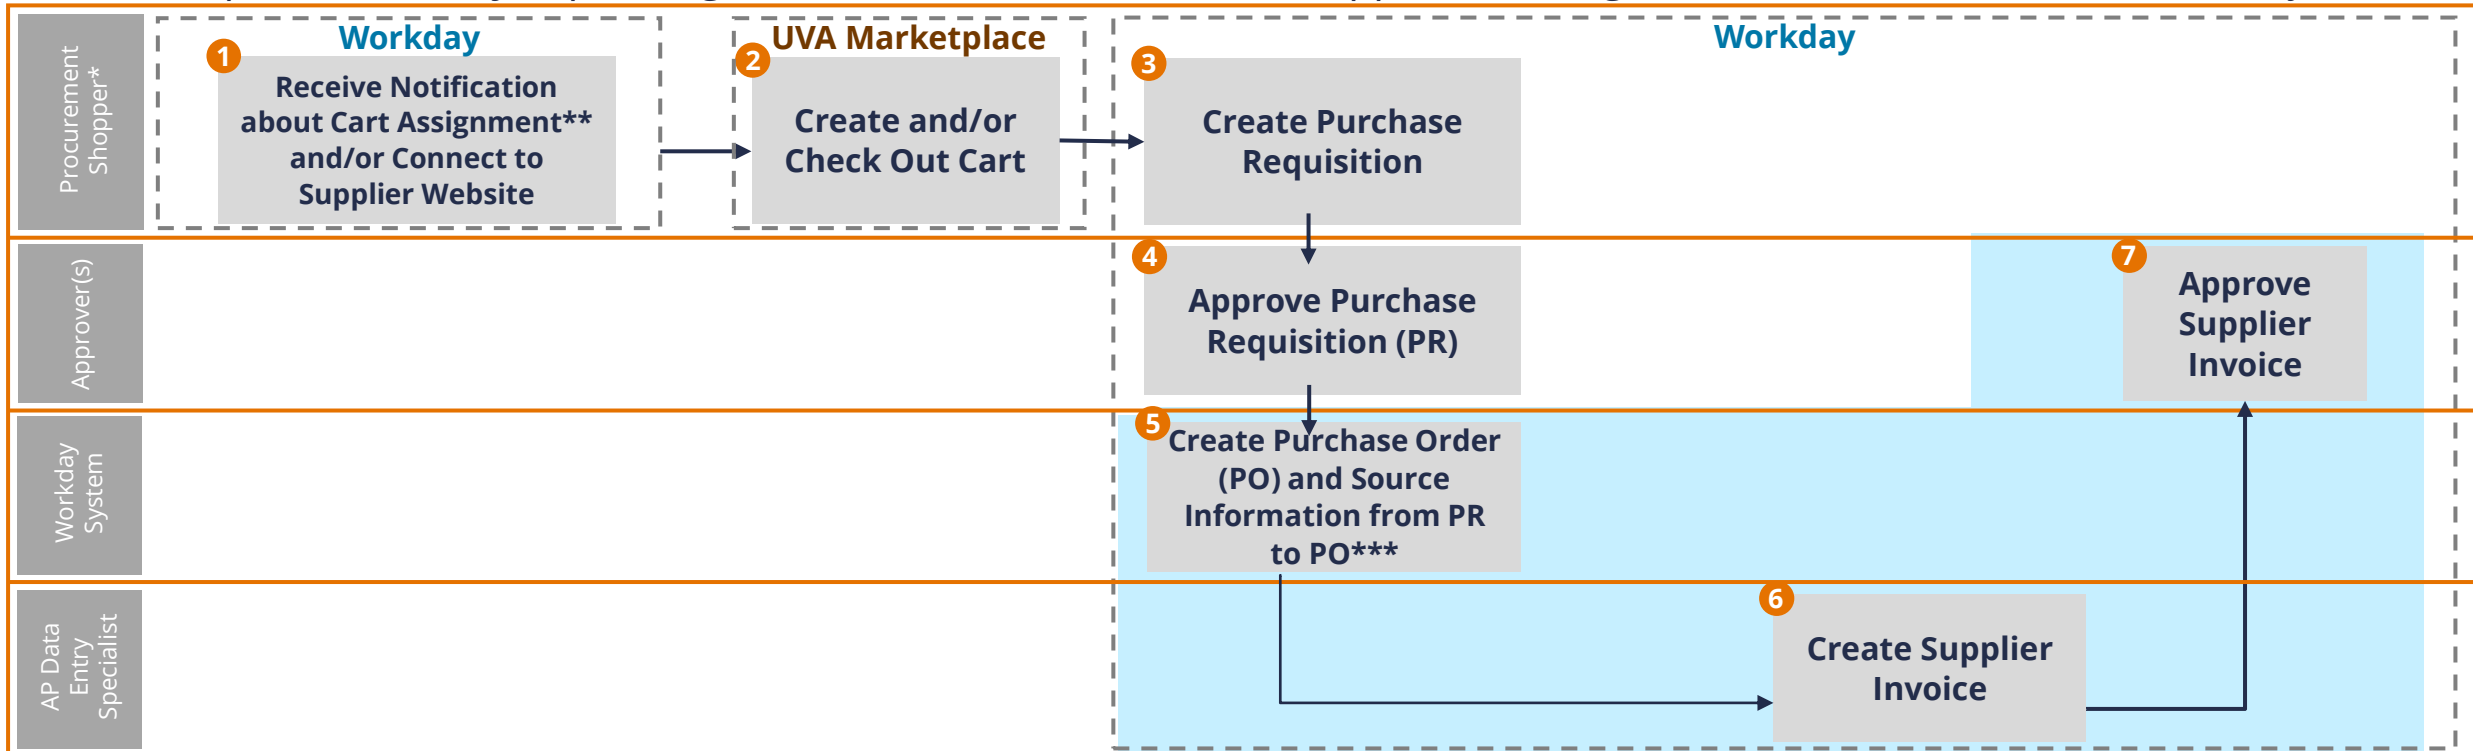 Procurement
Shopper*
Workday
1
Receive Notification
about Cart Assignment**
and/or Connect to
Supplier Website
UVA Marketplace
2
Create and/or
Check Out Cart
Workday
3
Create Purchase
Requisition
Approver(s)
4
Approve Purchase
Requisition (PR)
7
Approve
Supplier
Invoice
Workday
System
5
Create Purchase Order
(PO) and Source
Information from PR
to PO***
AP Data
Entry
Specialist
6
Create Supplier
Invoice